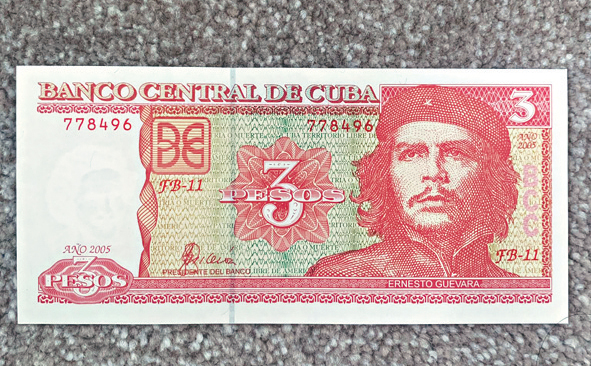 BANCO CENTRAL DE CUBA
3
778496
778496
AÑO
2005
BCC
FB-11
3
PESOS
FB-11
AÑO 2005
3
PESOS
PRESIDENTE DEL BANCO
ERNESTO GUEVARA